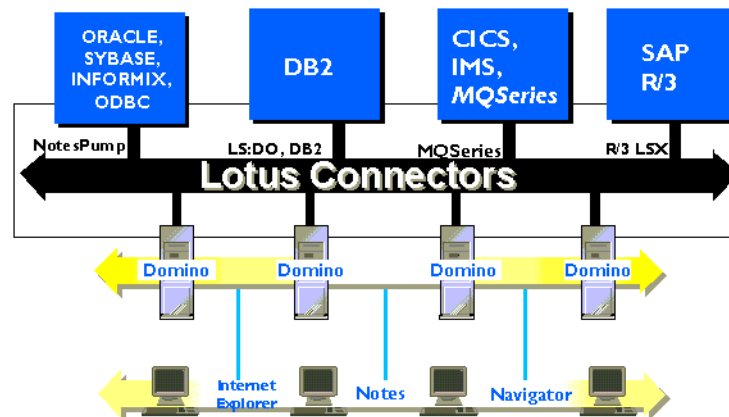 ORACLE,
SYBASE,
INFORMIX,
ODBC
DB2
CICS,
IMS,
MQSeries
SAP
R/3
NotesPump
LS:DO, DB2
MQSeries
R/3 LSX
Lotus Connectors
Domino
Domino
Domino
Domino
Internet
Explorer
Notes
Navigator